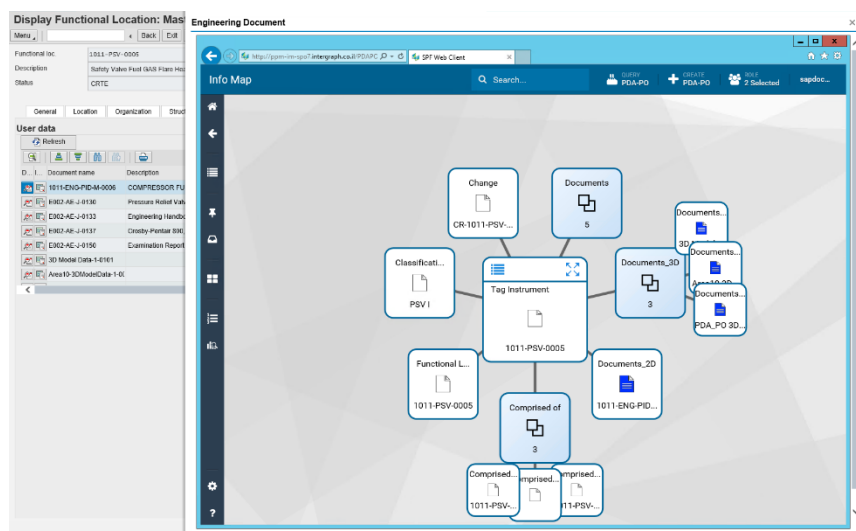 Display Functional Location: Mas
Menu
Back Exit
Functional loc.
1011-PSV-0005
Description
Safety Valve Fuel GAS Flare Hea
Status
CRTE
General Location Organization Struct
User data
Refresh
D... I... Document name Description
1011-ENG-PID-M-0006 COMPRESSOR FU
E002-AE-J-0130 Pressure Relief Valv
E002-AE-J-0133 Engineering Handbo
E002-AE-J-0137 Crosby-Pentair 800,
E002-AE-J-0150 Examination Report
3D Model Data-1-0101
Area10-3DModelData-1-00
Engineering Document
SPF Web Client
Info Map
Search...
QUERY
PDA-PO
CREATE
PDA-PO
ROLE
2 Selected
sapdoc...
Change
CR-1011-PSV-...
Documents
5
Documents...
Documents...
Documents...
PDA_PO 3D...
Classificati...
PSV I
Tag Instrument
1011-PSV-0005
Documents_3D
3
Functional L...
1011-PSV-0005
Documents_2D
1011-ENG-PID...
Comprised of
3
Comprised...
1011-PSV-...